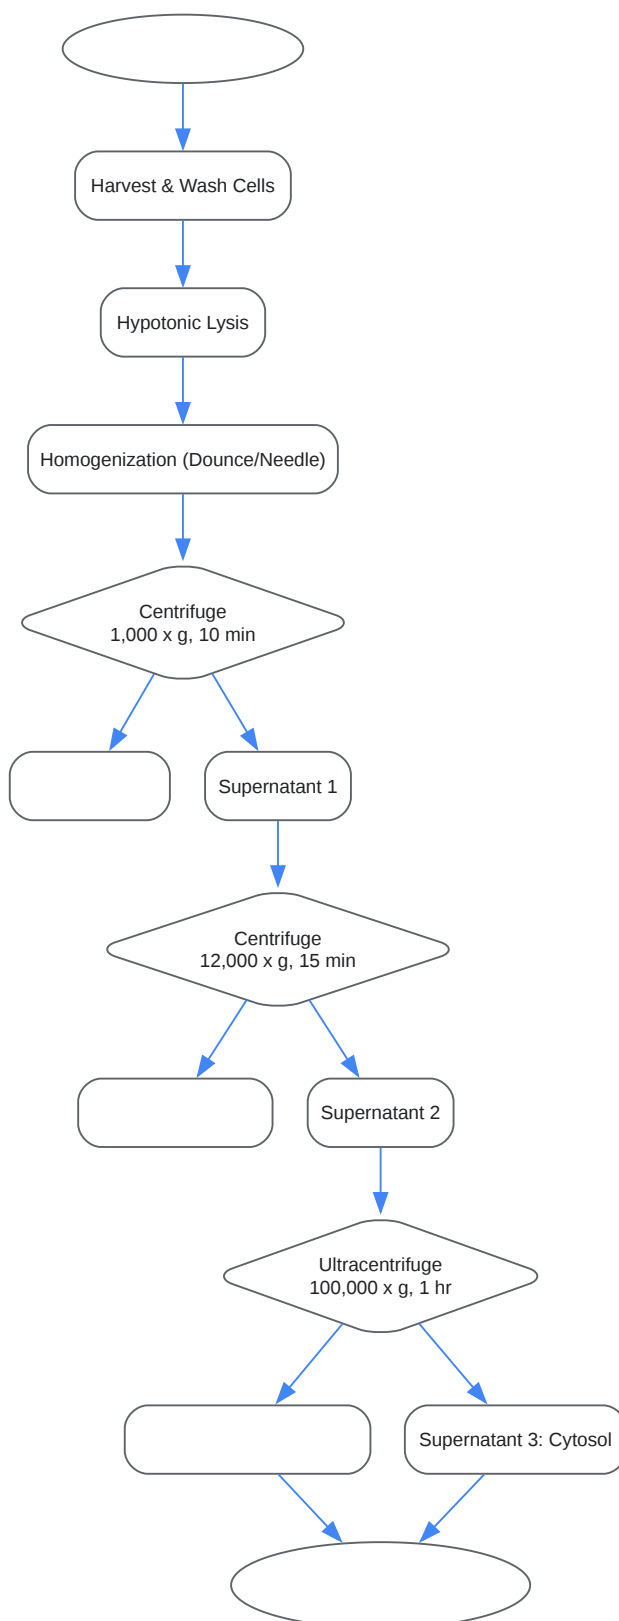 Harvest & Wash Cells
Hypotonic Lysis
Homogenization (Dounce/Needle)
Centrifuge
1,000 x g, 10 min
Supernatant 1
Centrifuge
12,000 x g, 15 min
Supernatant 2
Ultracentrifuge
100,000 x g, 1 hr
Supernatant 3: Cytosol